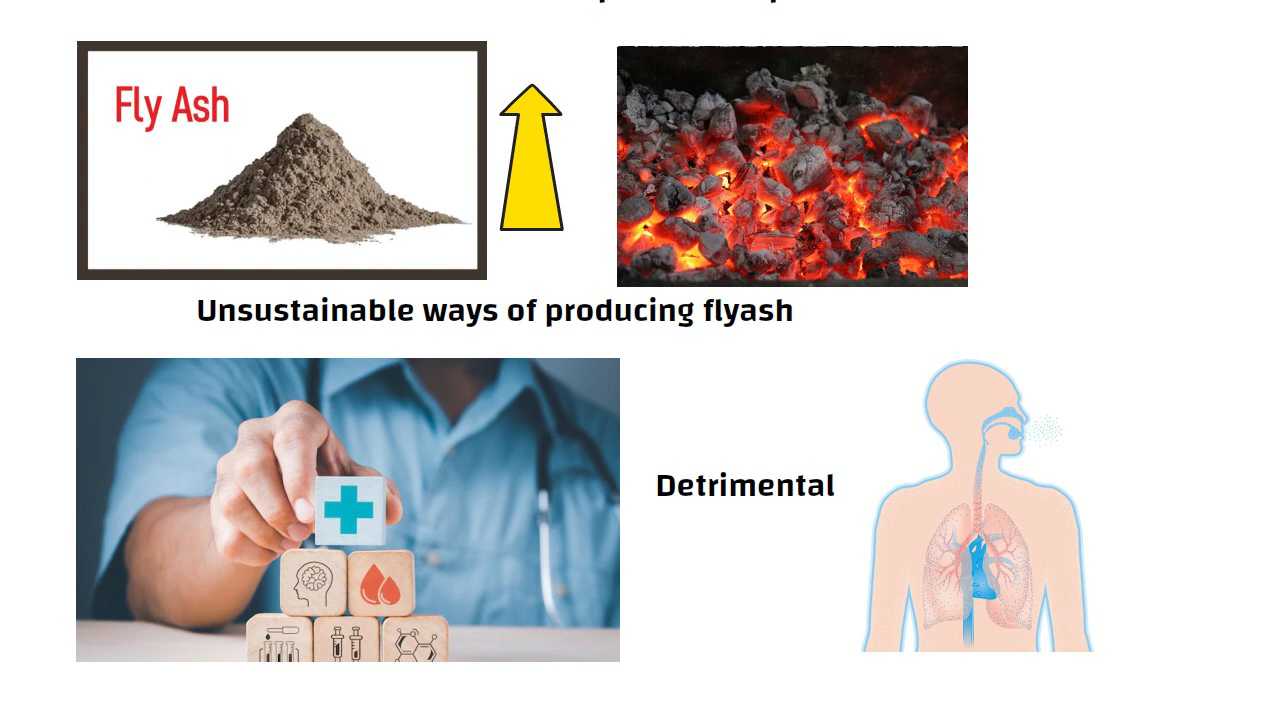 Fly Ash
Unsustainable ways of producing flyash
Detrimental